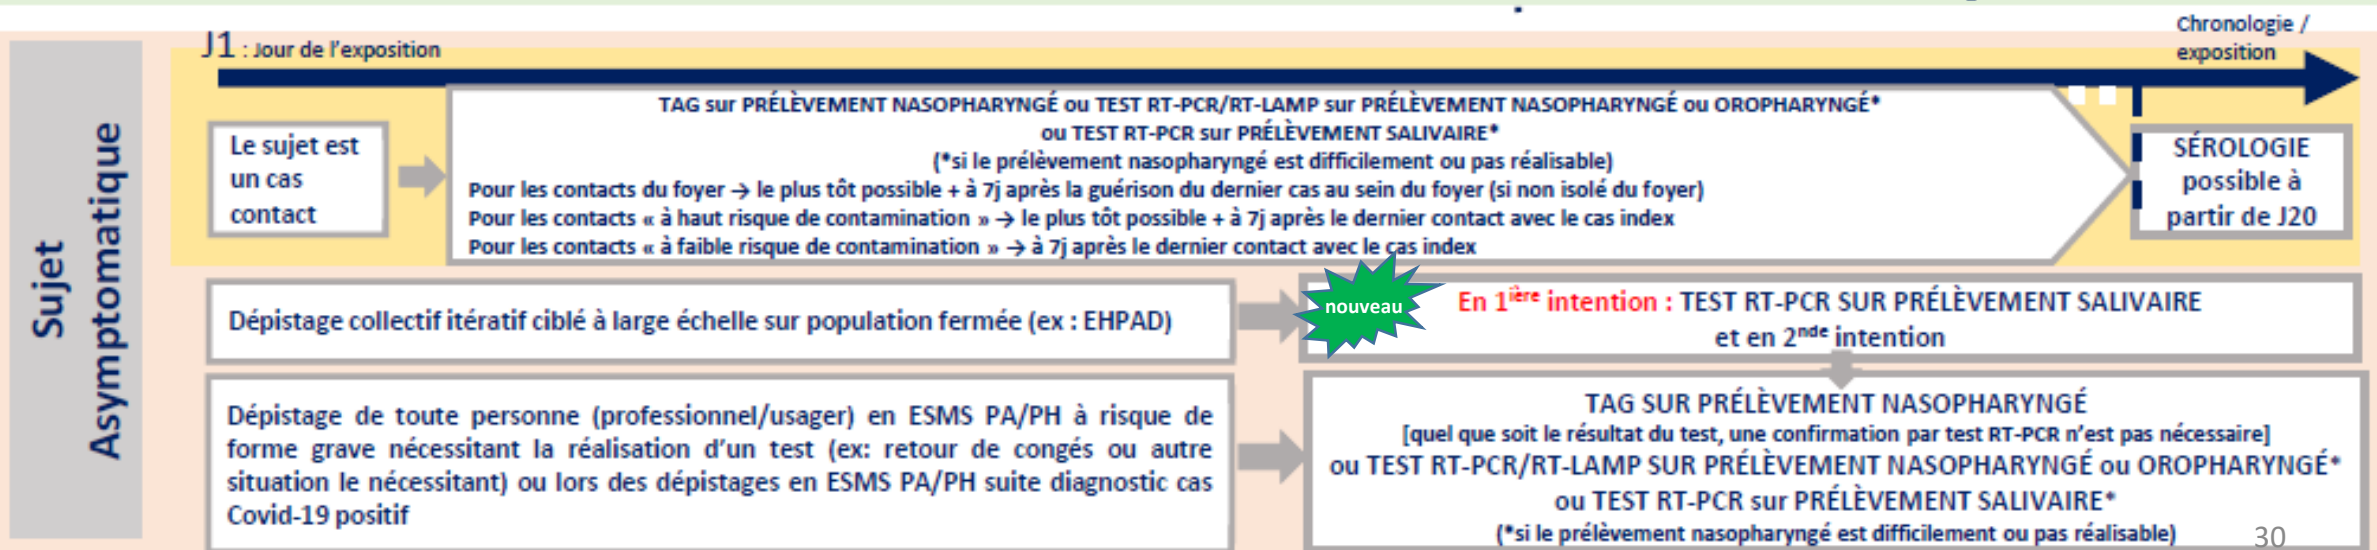 Chronologie /
exposition
J1 : Jour de l'exposition
Sujet
Asymptomatique
Le sujet est
un cas
contact
TAG sur PRÉLÈVEMENT NASOPHARYNGÉ ou TEST RT-PCR/RT-LAMP sur PRÉLÈVEMENT NASOPHARYNGÉ ou OROPHARYNGÉ*
ou TEST RT-PCR sur PRÉLÈVEMENT SALIVAIRE*
(*si le prélèvement nasopharyngé est difficilement ou pas réalisable)
Pour les contacts du foyer → le plus tôt possible + à 7j après la guérison du dernier cas au sein du foyer (si non isolé du foyer)
Pour les contacts « à haut risque de contamination » → le plus tôt possible + à 7j après le dernier contact avec le cas index
Pour les contacts « à faible risque de contamination » → à 7j après le dernier contact avec le cas index
SÉROLOGIE
possible à
partir de J20
Dépistage collectif itératif ciblé à large échelle sur population fermée (ex : EHPAD)
nouveau
En 1ière intention : TEST RT-PCR SUR PRÉLÈVEMENT SALIVAIRE
et en 2nde intention
Dépistage de toute personne (professionnel/usager) en ESMS PA/PH à risque de
forme grave nécessitant la réalisation d'un test (ex: retour de congés ou autre
situation le nécessitant) ou lors des dépistages en ESMS PA/PH suite diagnostic cas
Covid-19 positif
TAG SUR PRÉLÈVEMENT NASOPHARYNGÉ
[quel que soit le résultat du test, une confirmation par test RT-PCR n'est pas nécessaire]
ou TEST RT-PCR/RT-LAMP SUR PRÉLÈVEMENT NASOPHARYNGÉ ou OROPHARYNGÉ*
ou TEST RT-PCR sur PRÉLÈVEMENT SALIVAIRE*
(*si le prélèvement nasopharyngé est difficilement ou pas réalisable)
30